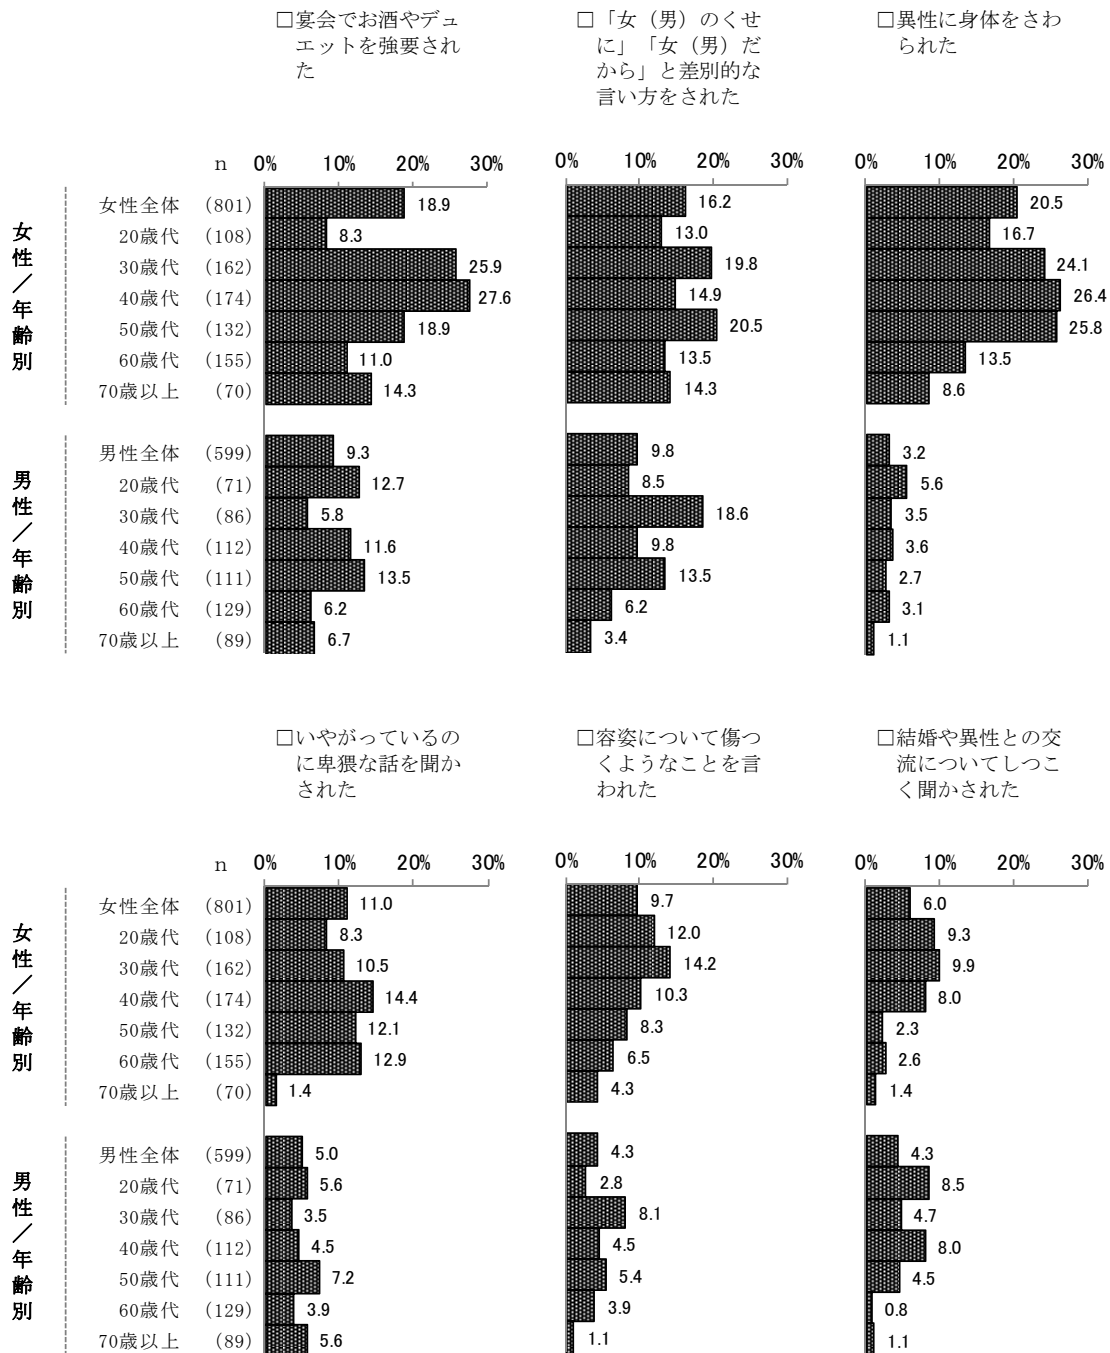 □宴会でお酒やデュ
エットを強要され
た
□「女（男）のくせ
に」「女（男）だ
から」と差別的な
言い方をされた
□異性に身体をさわ
られた
n 0% 10% 20% 30% 0% 10% 20% 30% 0% 10% 20% 30%
女性／年齢別
女性全体 (801) 18.9 16.2 20.5
20歳代 (108) 8.3 13.0 16.7
30歳代 (162) 25.9 19.8 24.1
40歳代 (174) 27.6 14.9 26.4
50歳代 (132) 18.9 20.5 25.8
60歳代 (155) 11.0 13.5 13.5
70歳以上 (70) 14.3 14.3 8.6
男性／年齢別
男性全体 (599) 9.3 9.8 3.2
20歳代 (71) 12.7 8.5 5.6
30歳代 (86) 5.8 18.6 3.5
40歳代 (112) 11.6 9.8 3.6
50歳代 (111) 13.5 13.5 2.7
60歳代 (129) 6.2 6.2 3.1
70歳以上 (89) 6.7 3.4 1.1
□いやがっているの
に卑猥な話を聞か
された
□容姿について傷つ
くようなことを言
われた
□結婚や異性との交
流についてしつこ
く聞かされた
n 0% 10% 20% 30% 0% 10% 20% 30% 0% 10% 20% 30%
女性／年齢別
女性全体 (801) 11.0 9.7 6.0
20歳代 (108) 8.3 12.0 9.3
30歳代 (162) 10.5 14.2 9.9
40歳代 (174) 14.4 10.3 8.0
50歳代 (132) 12.1 8.3 2.3
60歳代 (155) 12.9 6.5 2.6
70歳以上 (70) 1.4 4.3 1.4
男性／年齢別
男性全体 (599) 5.0 4.3 4.3
20歳代 (71) 5.6 2.8 8.5
30歳代 (86) 3.5 8.1 4.7
40歳代 (112) 4.5 4.5 8.0
50歳代 (111) 7.2 5.4 4.5
60歳代 (129) 3.9 3.9 0.8
70歳以上 (89) 5.6 1.1 1.1